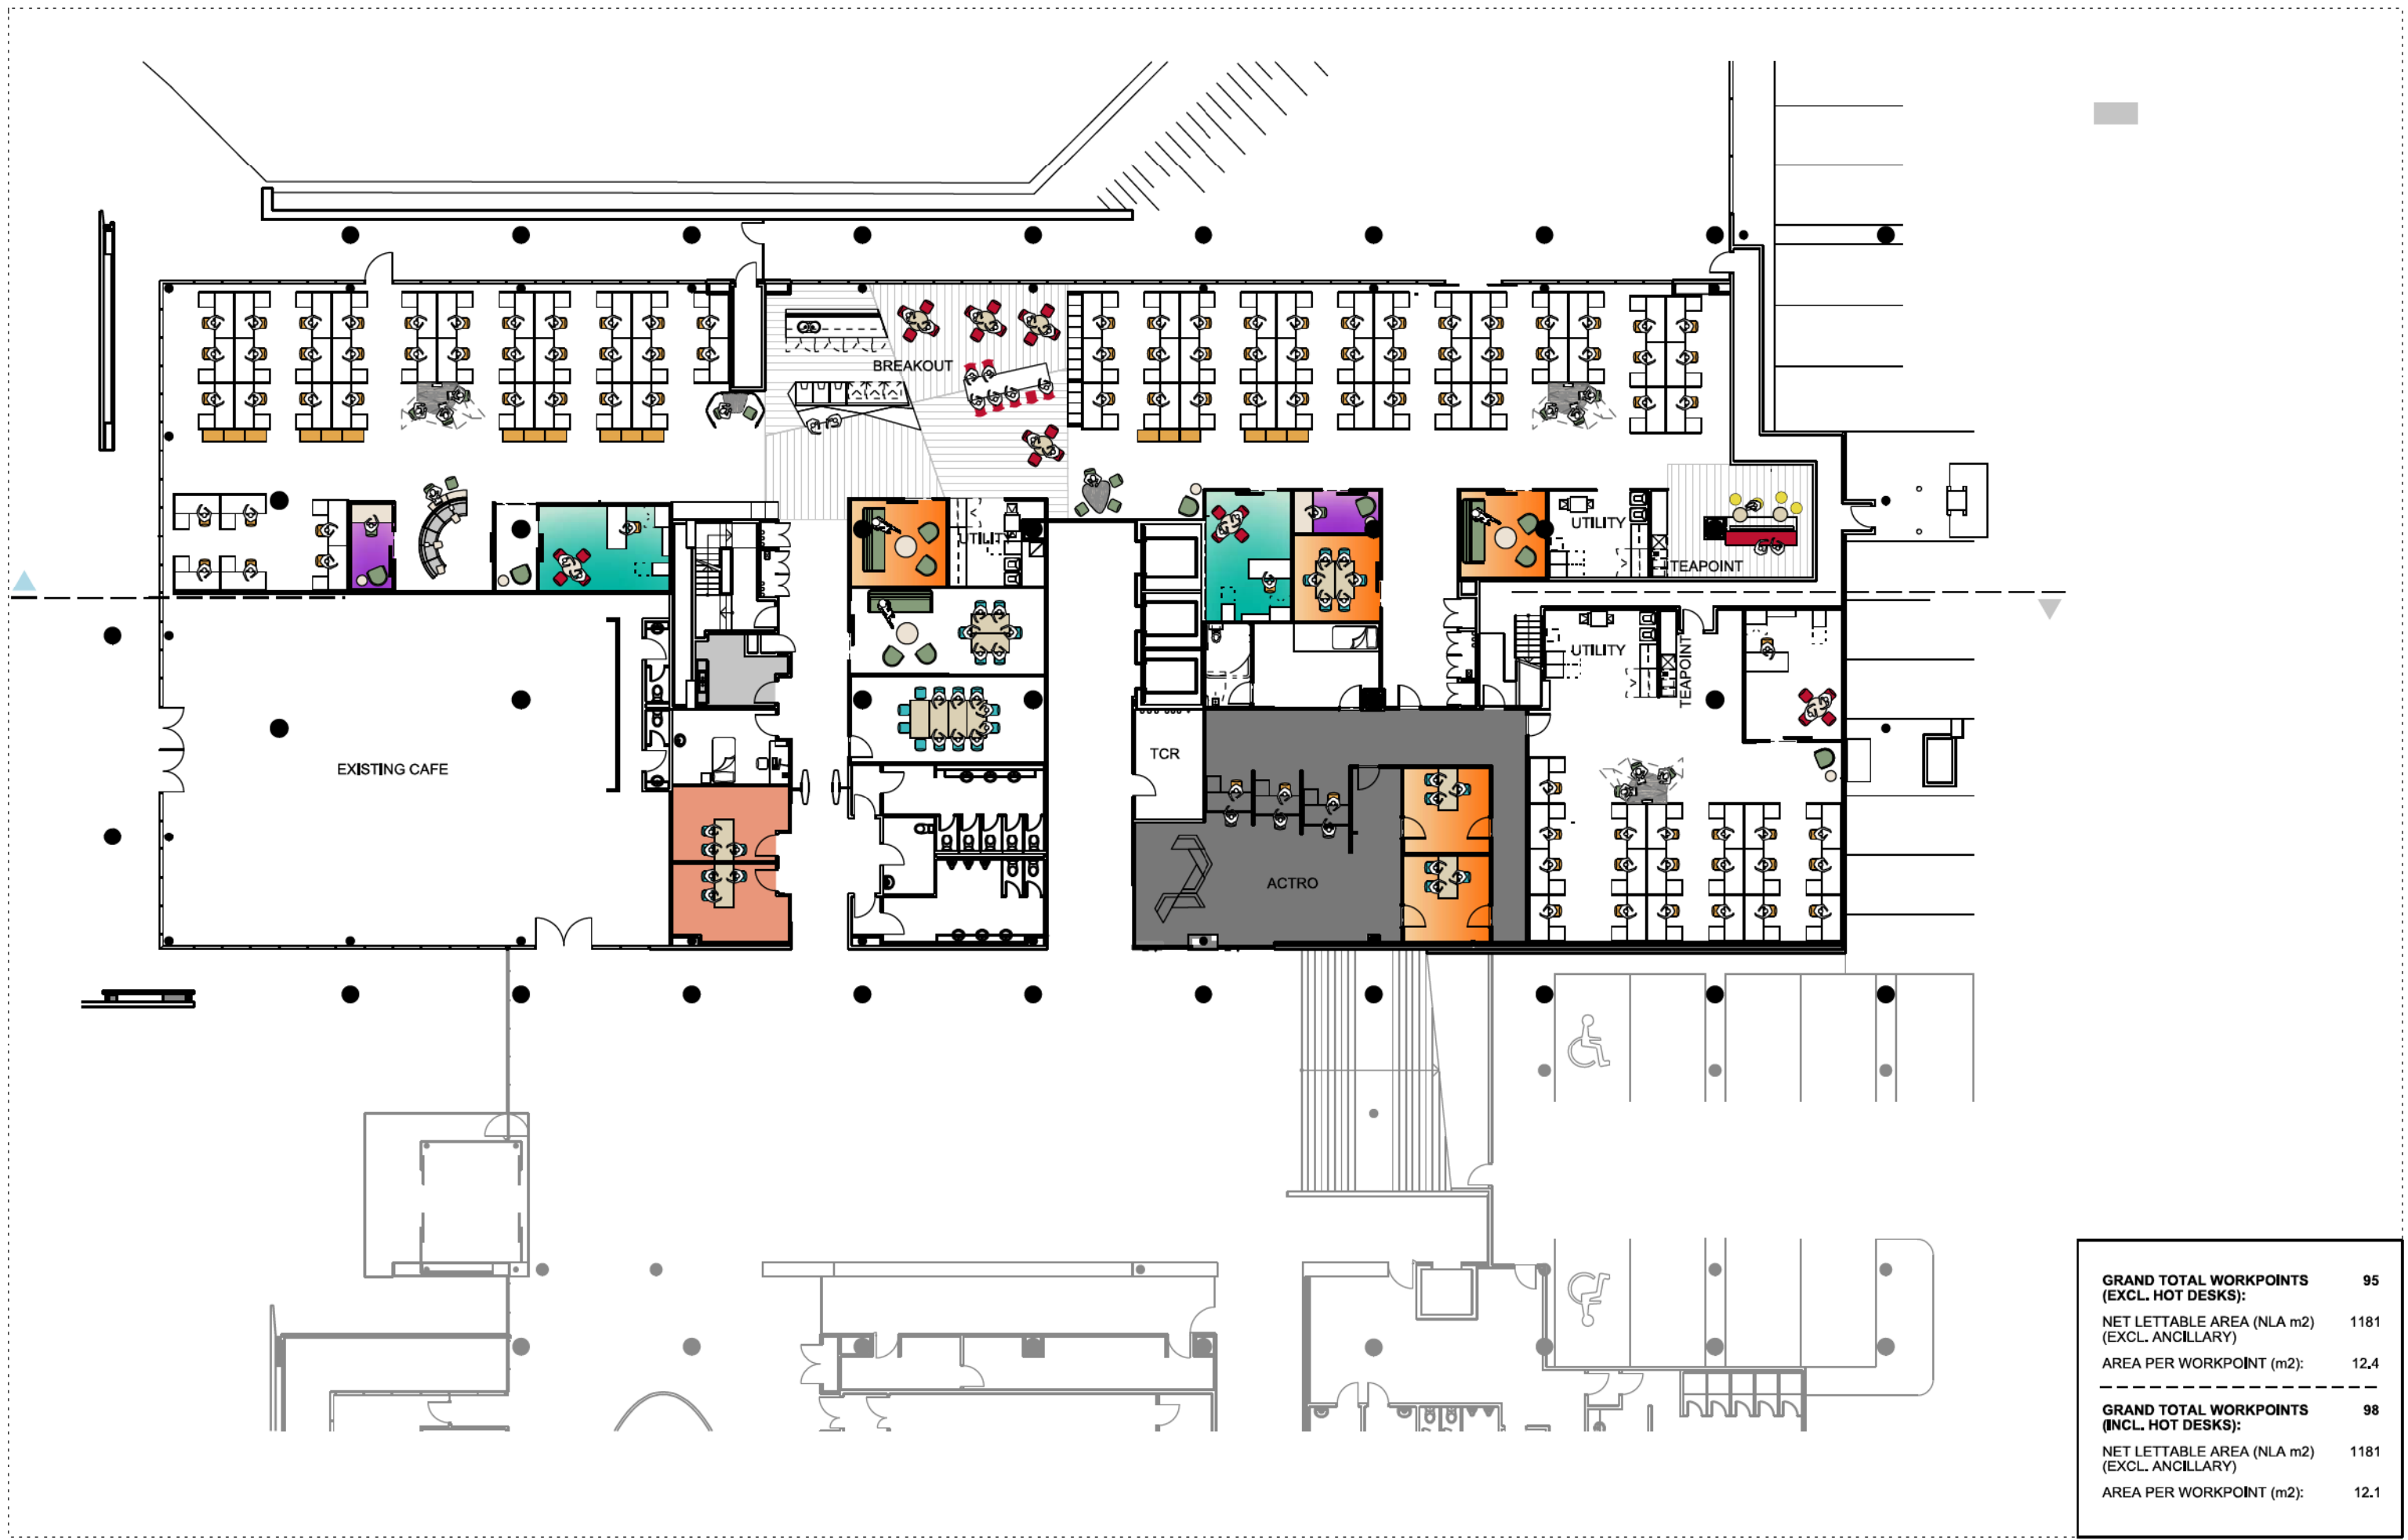 BREAKOUT
UTILITY
UTILITY
TEAPOINT
UTILITY
TEAPOINT
TCR
EXISTING CAFE
ACTRO
GRAND TOTAL WORKPOINTS 95
(EXCL. HOT DESKS):
NET LETTABLE AREA (NLA m2) 1181
(EXCL. ANCILLARY)
AREA PER WORKPOINT (m2): 12.4
GRAND TOTAL WORKPOINTS 98
(INCL. HOT DESKS):
NET LETTABLE AREA (NLA m2) 1181
(EXCL. ANCILLARY)
AREA PER WORKPOINT (m2): 12.1